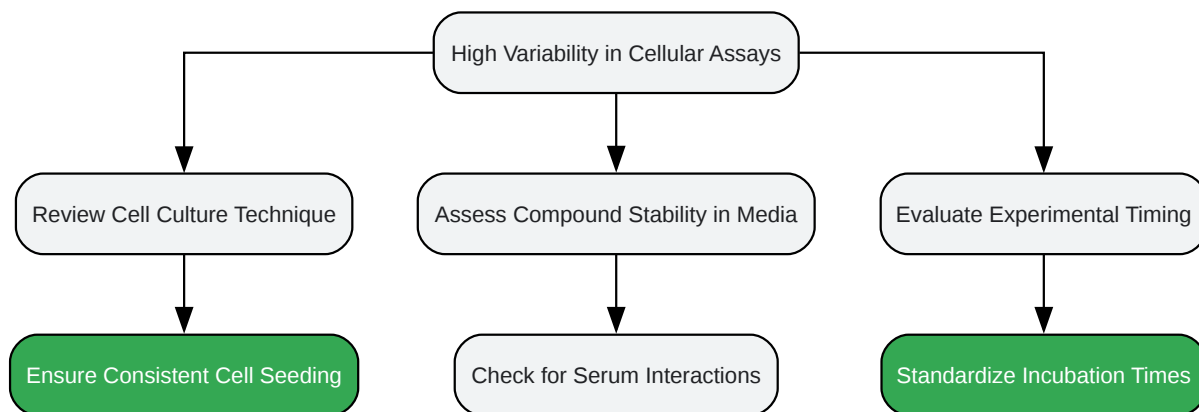 High Variability in Cellular Assays
Review Cell Culture Technique
Assess Compound Stability in Media
Evaluate Experimental Timing
Ensure Consistent Cell Seeding
Check for Serum Interactions
Standardize Incubation Times